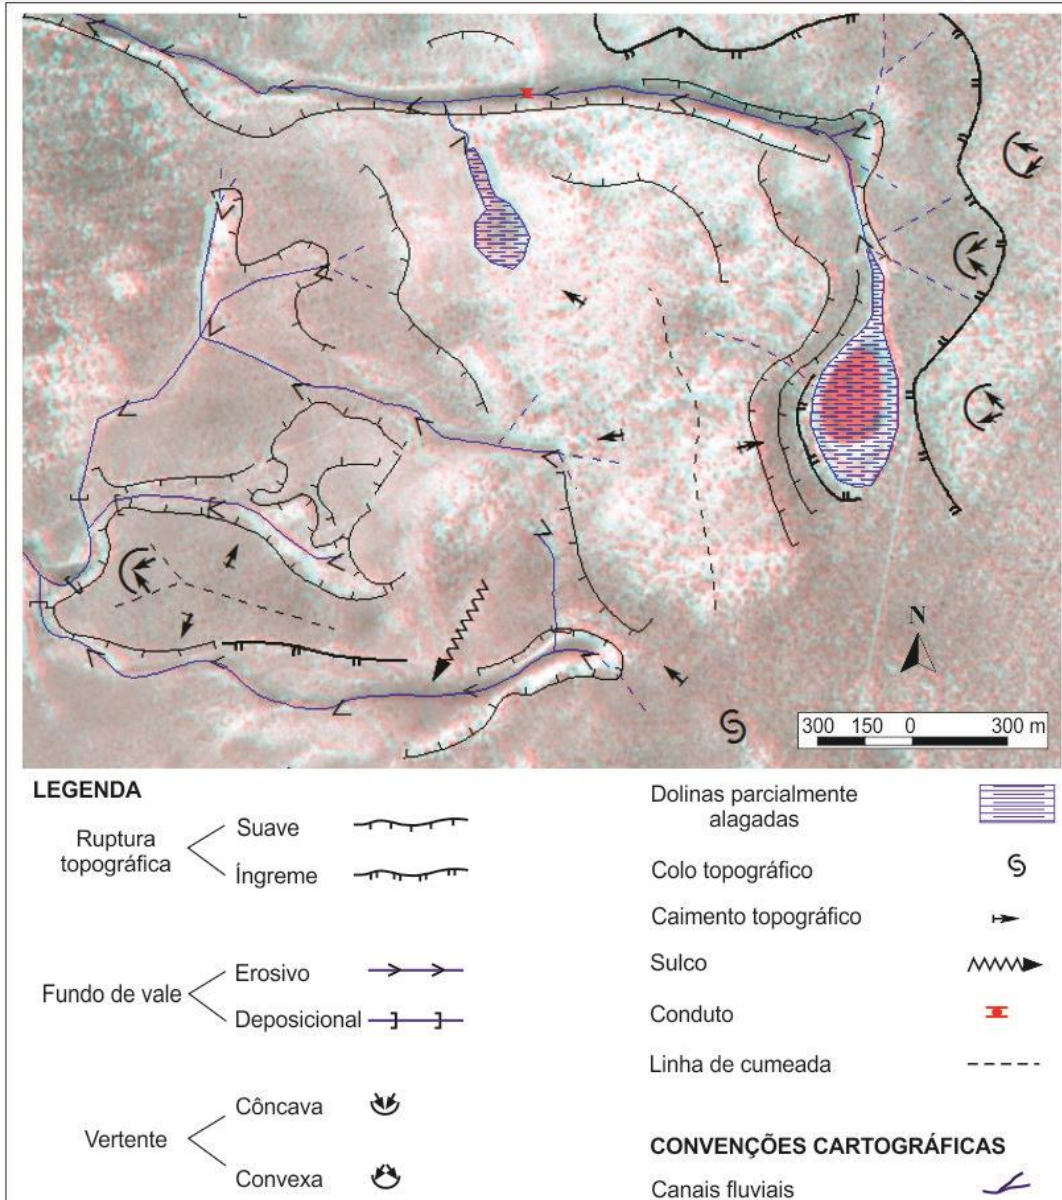 N
300 150 0 300 m
LEGENDA
Ruptura
topográfica
Suave
Íngreme
Fundo de vale
Erosivo
Deposicional
Vertente
Côncava
Convexa
Dolinas parcialmente
alagadas
Colo topográfico
Caimento topográfico
Sulco
Conduto
Linha de cumeada
CONVENÇÕES CARTOGRÁFICAS
Canais fluviais